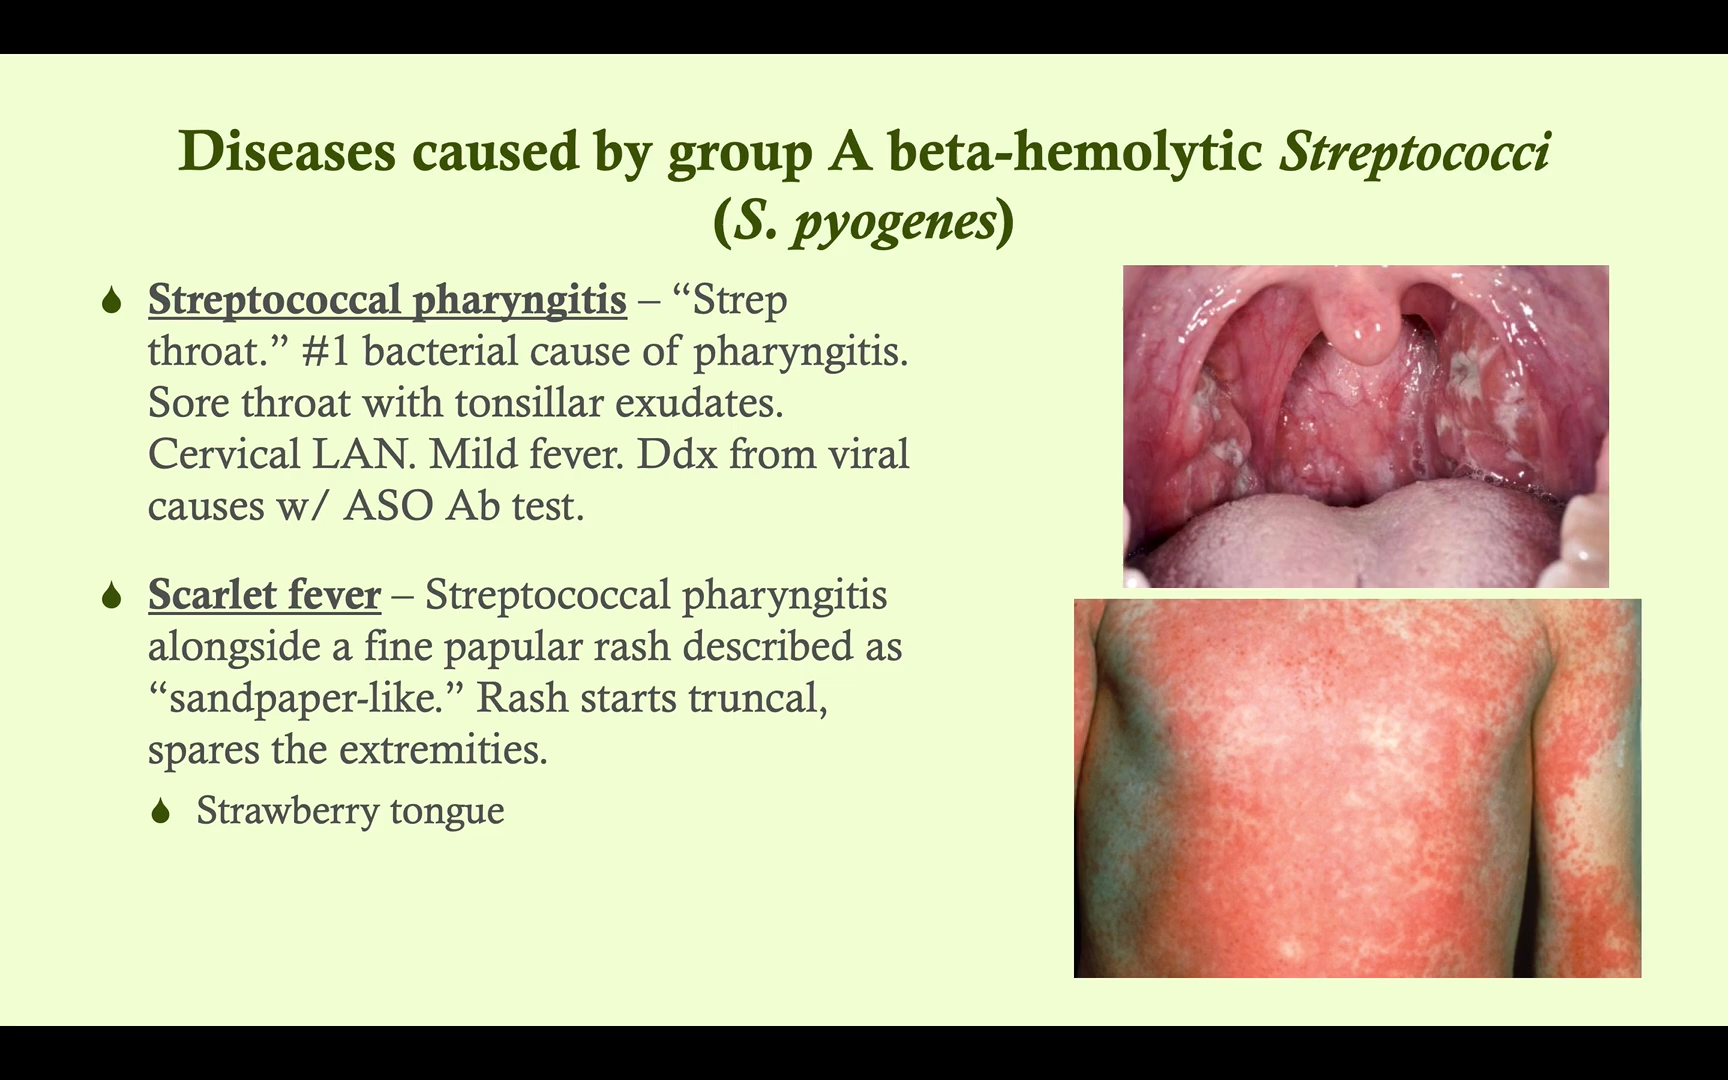 Diseases caused by group A beta-hemolytic Streptococci
(S. pyogenes)
Streptococcal pharyngitis – “Strep
throat.” #1 bacterial cause of pharyngitis.
Sore throat with tonsillar exudates.
Cervical LAN. Mild fever. Ddx from viral
causes w/ ASO Ab test.
Scarlet fever – Streptococcal pharyngitis
alongside a fine papular rash described as
“sandpaper-like.” Rash starts truncal,
spares the extremities.
Strawberry tongue